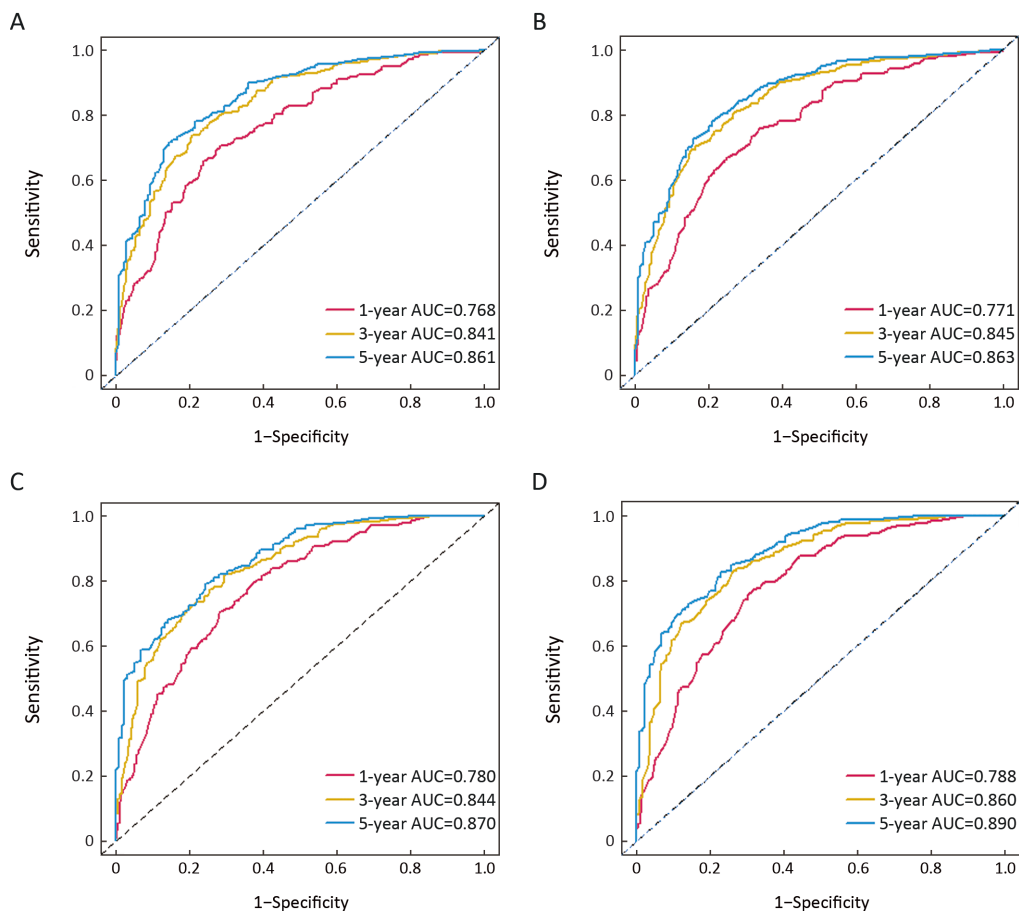 A
1.0
0.8
0.6
0.4
0.2
0
Sensitivity
1-year AUC=0.768
3-year AUC=0.841
5-year AUC=0.861
0 0.2 0.4 0.6 0.8 1.0
1−Specificity
B
1.0
0.8
0.6
0.4
0.2
0
Sensitivity
1-year AUC=0.771
3-year AUC=0.845
5-year AUC=0.863
0 0.2 0.4 0.6 0.8 1.0
1−Specificity
C
1.0
0.8
0.6
0.4
0.2
0
Sensitivity
1-year AUC=0.780
3-year AUC=0.844
5-year AUC=0.870
0 0.2 0.4 0.6 0.8 1.0
1−Specificity
D
1.0
0.8
0.6
0.4
0.2
0
Sensitivity
1-year AUC=0.788
3-year AUC=0.860
5-year AUC=0.890
0 0.2 0.4 0.6 0.8 1.0
1−Specificity